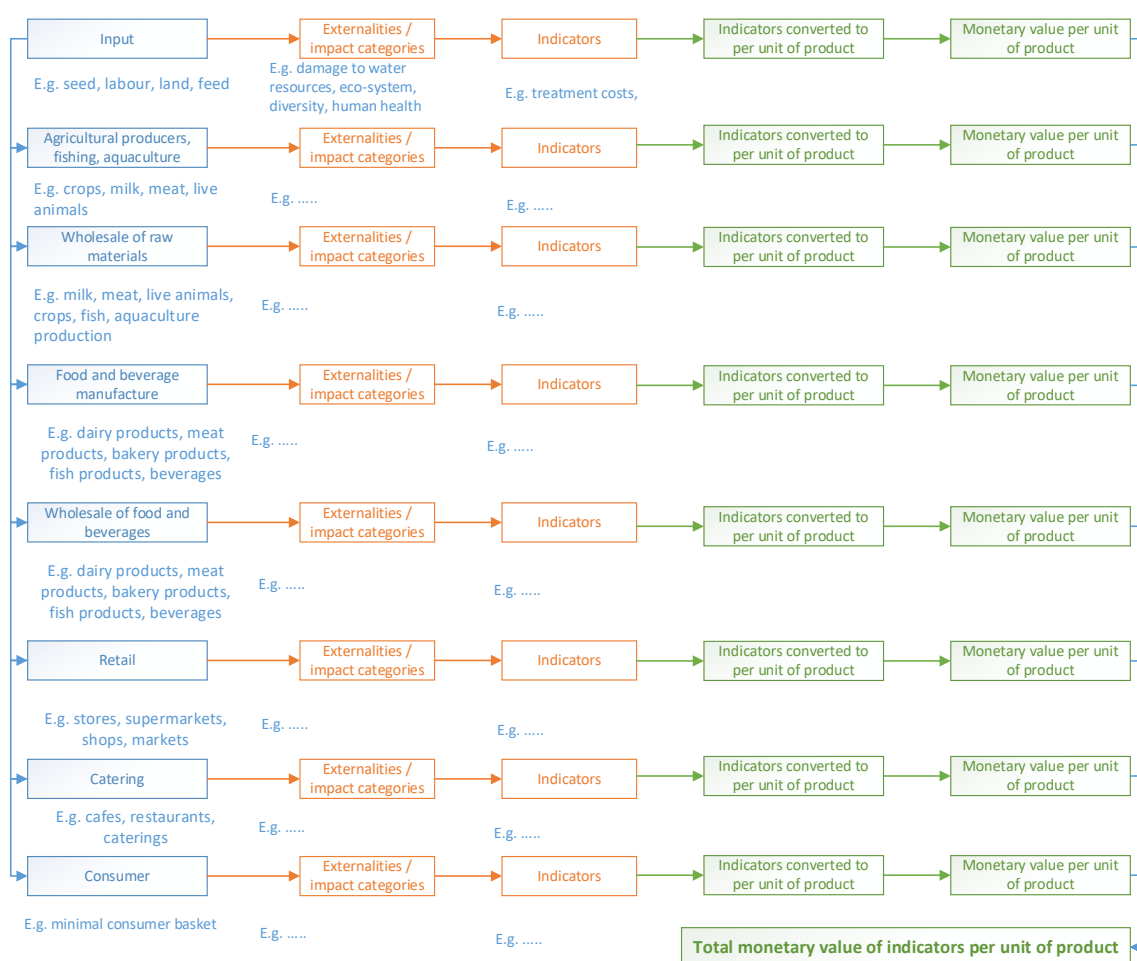 Input
Externalities /
impact categories
Indicators
Indicators converted to
per unit of product
Monetary value per unit
of product
E.g. seed, labour, land, feed
E.g. damage to water
resources, eco-system,
diversity, human health
E.g. treatment costs,
Agricultural producers,
fishing, aquaculture
Externalities /
impact categories
Indicators
Indicators converted to
per unit of product
Monetary value per unit
of product
E.g. crops, milk, meat, live
animals
E.g. .....
E.g. .....
Wholesale of raw
materials
Externalities /
impact categories
Indicators
Indicators converted to
per unit of product
Monetary value per unit
of product
E.g. milk, meat, live animals,
crops, fish, aquaculture
production
E.g. .....
E.g. .....
Food and beverage
manufacture
Externalities /
impact categories
Indicators
Indicators converted to
per unit of product
Monetary value per unit
of product
E.g. dairy products, meat
products, bakery products,
fish products, beverages
E.g. .....
E.g. .....
Wholesale of food and
beverages
Externalities /
impact categories
Indicators
Indicators converted to
per unit of product
Monetary value per unit
of product
E.g. dairy products, meat
products, bakery products,
fish products, beverages
E.g. .....
E.g. .....
Retail
Externalities /
impact categories
Indicators
Indicators converted to
per unit of product
Monetary value per unit
of product
E.g. stores, supermarkets,
shops, markets
E.g. .....
E.g. .....
Catering
Externalities /
impact categories
Indicators
Indicators converted to
per unit of product
Monetary value per unit
of product
E.g. cafes, restaurants,
caterings
E.g. .....
E.g. .....
Consumer
Externalities /
impact categories
Indicators
Indicators converted to
per unit of product
Monetary value per unit
of product
E.g. minimal consumer basket
E.g. .....
E.g. .....
Total monetary value of indicators per unit of product